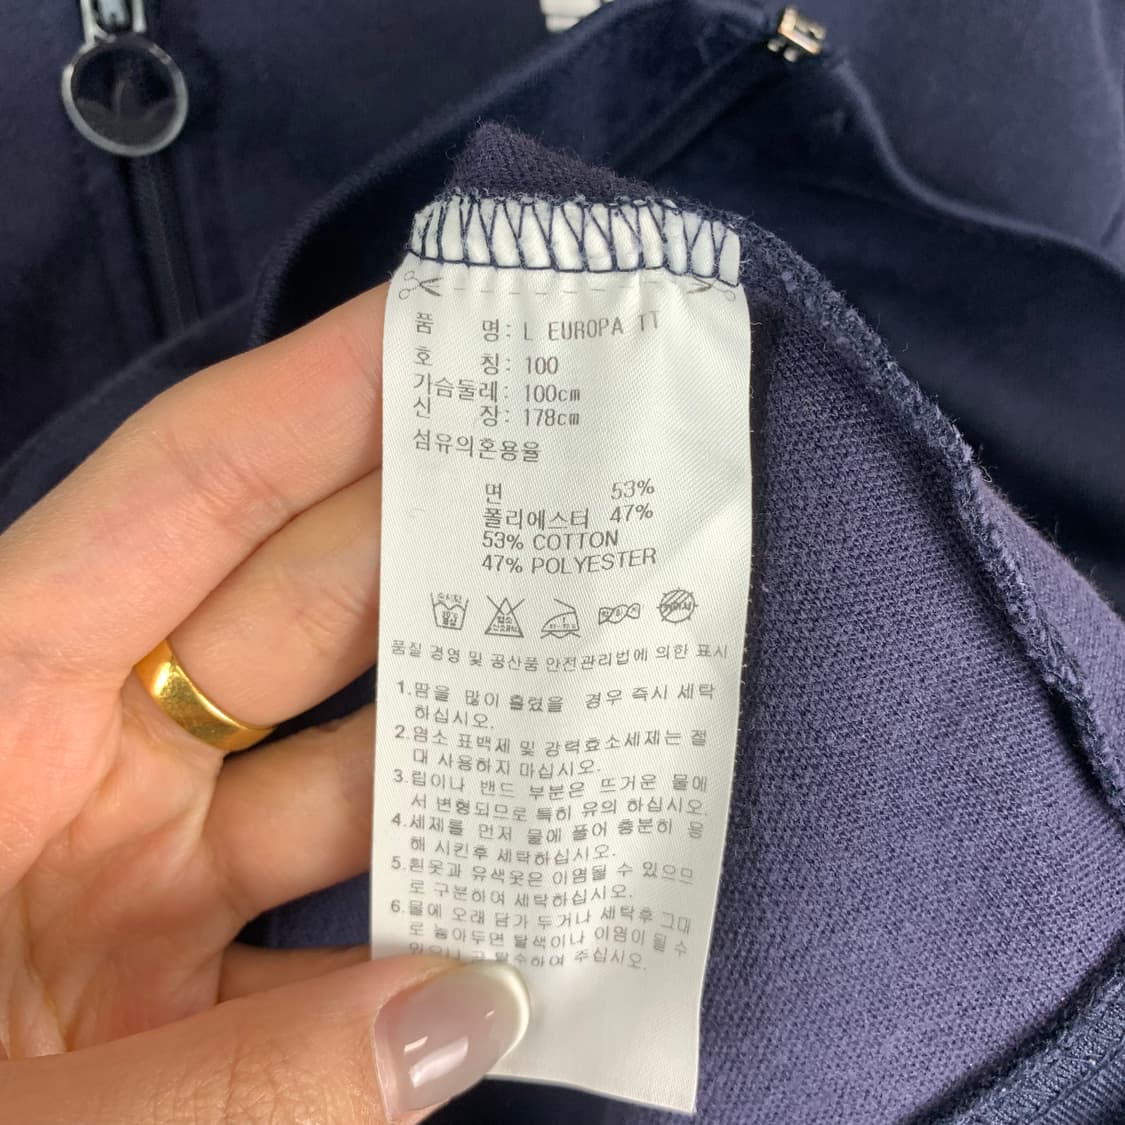 품 명: L EUROPA TT
호 칭: 100
가슴둘레: 100cm
신 장: 178cm
섬유의혼용율
면 53%
폴리에스터 47%
53% COTTON
47% POLYESTER
품질 경영 및 공산품 안전관리법에 의한 표시
1.땀을 많이 흘렸을 경우 즉시 세탁
하십시오.
2.염소 표백제 및 강력효소세제는 절
대 사용하지 마십시오.
3.립이나 밴드 부분은 뜨거운 물에
서 변형되므로 특히 유의 하십시오.
4.세제를 먼저 물에 풀어 충분히 용
해 시킨후 세탁하십시오.
5.흰옷과 유색옷은 이염될 수 있으므
로 구분하여 세탁하십시오.
6.물에 오래 담가 두거나 세탁후 그대
로 놓아두면 탈색이나 이염이 될 수
탈수하여 주십시오.